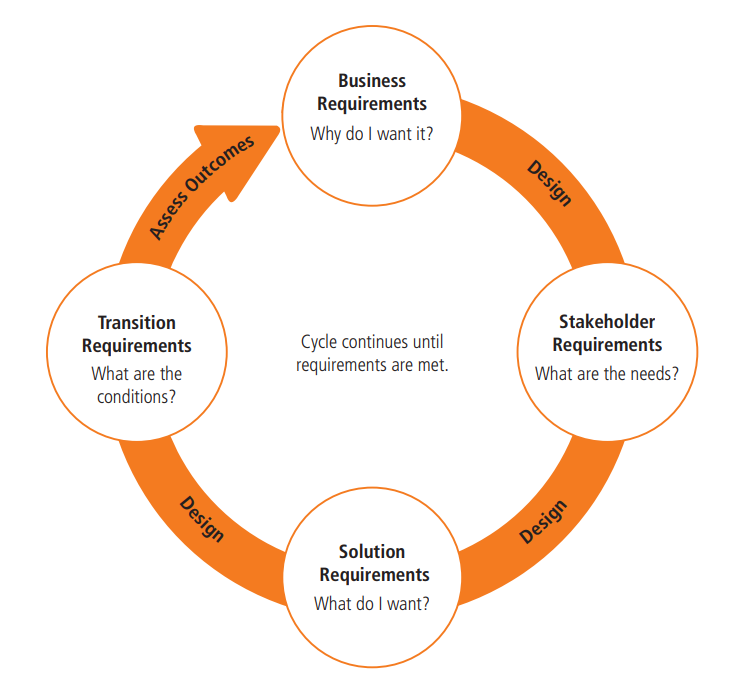 Business
Requirements
Why do I want it?
Design
Stakeholder
Requirements
What are the needs?
Design
Solution
Requirements
What do I want?
Design
Transition
Requirements
What are the
conditions?
Assess Outcomes
Cycle continues until
requirements are met.